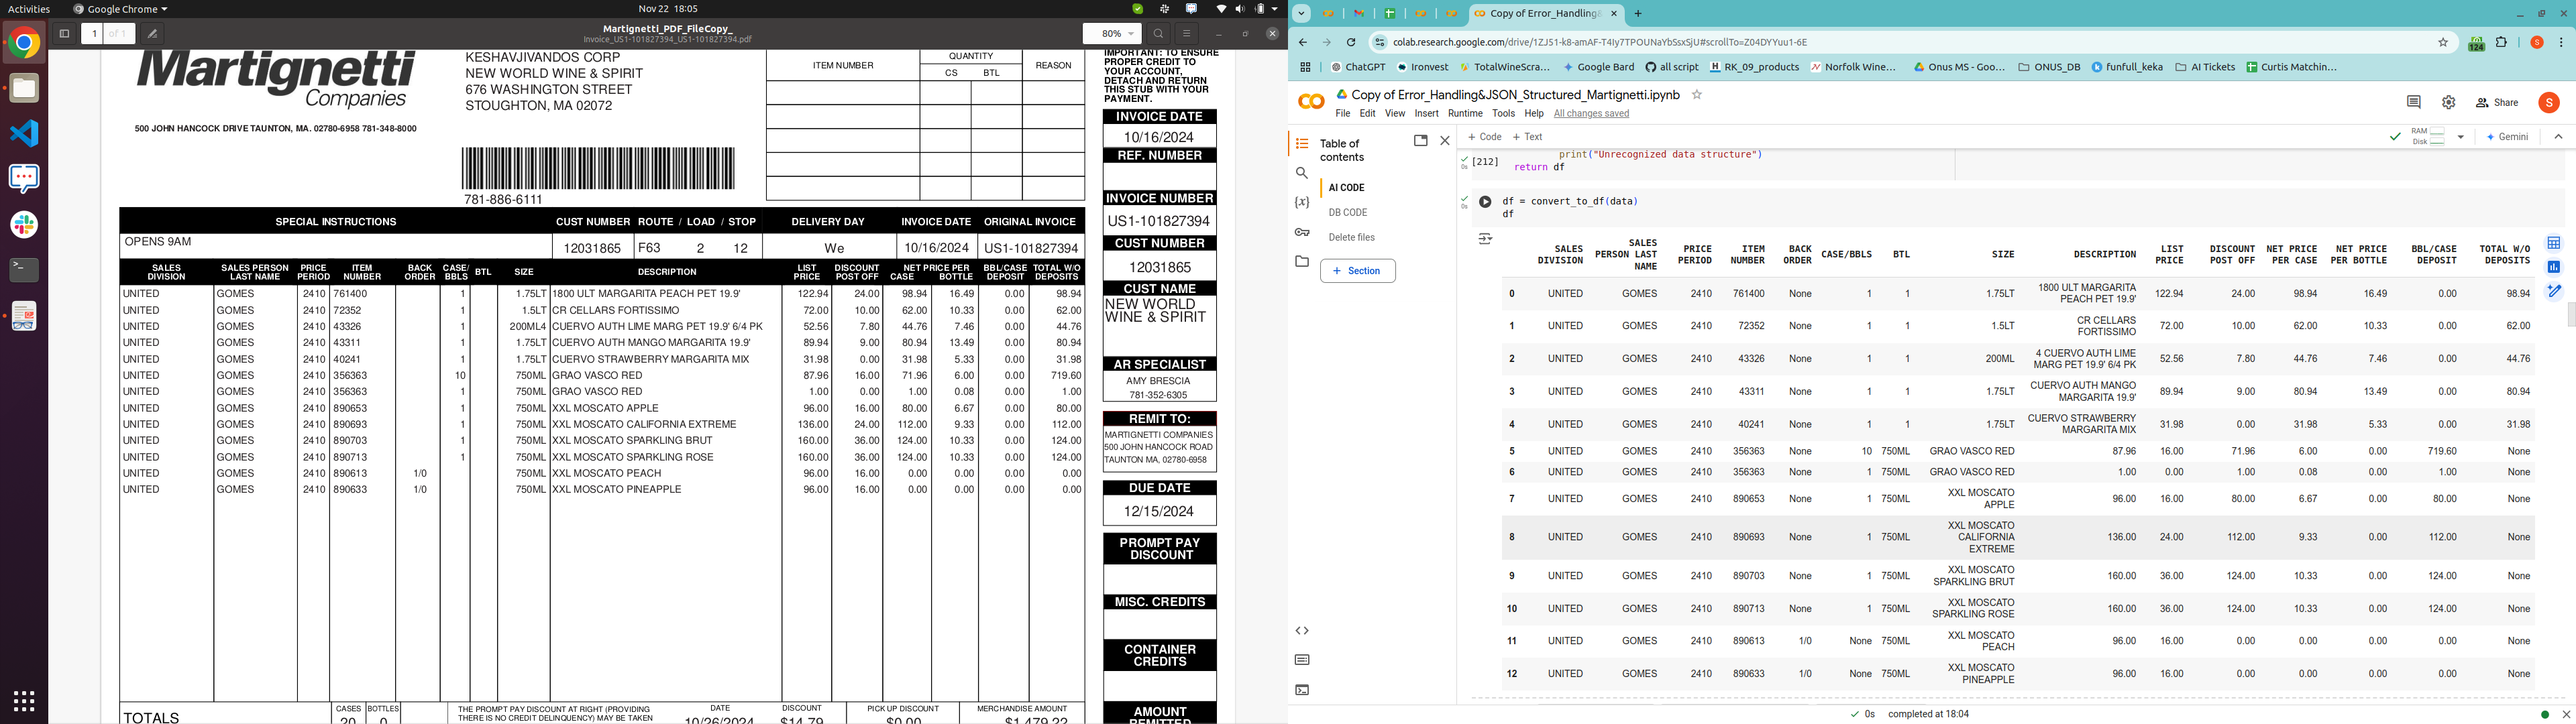 Activities
Google Chrome
Nov 22 18:05
1 of 1
Martignetti_PDF_FileCopy_
Invoice_US1-101827394_US1-101827394.pdf
80%
Martignetti
Companies
500 JOHN HANCOCK DRIVE TAUNTON, MA. 02780-6958 781-348-8000
KESHAVJIVANDOS CORP
NEW WORLD WINE & SPIRIT
676 WASHINGTON STREET
STOUGHTON, MA 02072
781-886-6111
ITEM NUMBER QUANTITY REASON
CS BTL
IMPORTANT: TO ENSURE
PROPER CREDIT TO
YOUR ACCOUNT,
DETACH AND RETURN
THIS STUB WITH YOUR
PAYMENT.
INVOICE DATE
10/16/2024
REF. NUMBER
INVOICE NUMBER
US1-101827394
CUST NUMBER
12031865
CUST NAME
NEW WORLD
WINE & SPIRIT
AR SPECIALIST
AMY BRESCIA
781-352-6305
REMIT TO:
MARTIGNETTI COMPANIES
500 JOHN HANCOCK ROAD
TAUNTON MA, 02780-6958
DUE DATE
12/15/2024
PROMPT PAY
DISCOUNT
MISC. CREDITS
CONTAINER
CREDITS
AMOUNT
REMITTED
SPECIAL INSTRUCTIONS CUST NUMBER ROUTE / LOAD / STOP DELIVERY DAY INVOICE DATE ORIGINAL INVOICE
OPENS 9AM 12031865 F63 2 12 We 10/16/2024 US1-101827394
SALES DIVISION SALES PERSON LAST NAME PRICE PERIOD ITEM NUMBER BACK ORDER CASE/ BBLS BTL SIZE DESCRIPTION LIST PRICE DISCOUNT POST OFF NET PRICE PER CASE BOTTLE BBL/CASE DEPOSIT TOTAL W/O DEPOSITS
UNITED GOMES 2410 761400 1 1.75LT 1800 ULT MARGARITA PEACH PET 19.9' 122.94 24.00 98.94 16.49 0.00 98.94
UNITED GOMES 2410 72352 1 1.5LT CR CELLARS FORTISSIMO 72.00 10.00 62.00 10.33 0.00 62.00
UNITED GOMES 2410 43326 1 200ML4 CUERVO AUTH LIME MARG PET 19.9' 6/4 PK 52.56 7.80 44.76 7.46 0.00 44.76
UNITED GOMES 2410 43311 1 1.75LT CUERVO AUTH MANGO MARGARITA 19.9' 89.94 9.00 80.94 13.49 0.00 80.94
UNITED GOMES 2410 40241 1 1.75LT CUERVO STRAWBERRY MARGARITA MIX 31.98 0.00 31.98 5.33 0.00 31.98
UNITED GOMES 2410 356363 10 750ML GRAO VASCO RED 87.96 16.00 71.96 6.00 0.00 719.60
UNITED GOMES 2410 356363 1 750ML GRAO VASCO RED 1.00 0.00 1.00 0.08 0.00 1.00
UNITED GOMES 2410 890653 1 750ML XXL MOSCATO APPLE 96.00 16.00 80.00 6.67 0.00 80.00
UNITED GOMES 2410 890693 1 750ML XXL MOSCATO CALIFORNIA EXTREME 136.00 24.00 112.00 9.33 0.00 112.00
UNITED GOMES 2410 890703 1 750ML XXL MOSCATO SPARKLING BRUT 160.00 36.00 124.00 10.33 0.00 124.00
UNITED GOMES 2410 890713 1 750ML XXL MOSCATO SPARKLING ROSE 160.00 36.00 124.00 10.33 0.00 124.00
UNITED GOMES 2410 890613 1/0 750ML XXL MOSCATO PEACH 96.00 16.00 0.00 0.00 0.00 0.00
UNITED GOMES 2410 890633 1/0 750ML XXL MOSCATO PINEAPPLE 96.00 16.00 0.00 0.00 0.00 0.00
TOTALS CASES BOTTLES THE PROMPT PAY DISCOUNT AT RIGHT (PROVIDING DATE DISCOUNT PICK UP DISCOUNT MERCHANDISE AMOUNT
20 0 THERE IS NO CREDIT DELINQUENCY) MAY BE TAKEN 10/26/2024 $14.79 $0.00 $1,479.22
Copy of Error_Handling&
colab.research.google.com/drive/1ZJ51-k8-amAF-T4Iy7TPOUNaYbSsxSjU#scrollTo=Z04DYYuu1-6E
124
S
ChatGPT Ironvest TotalWineScra... Google Bard all script RK_09_products Norfolk Wine... Onus MS - Goo... ONUS_DB funfull_keka AI Tickets Curtis Matchin...
Copy of Error_Handling&JSON_Structured_Martignetti.ipynb
File Edit View Insert Runtime Tools Help All changes saved
Share
S
+ Code + Text
RAM
Disk
Gemini
Table of
contents
AI CODE
DB CODE
Delete files
+ Section
[212]
0s
print("Unrecognized data structure")
return df
0s
df = convert_to_df(data)
df
SALES DIVISION SALES PERSON LAST NAME PRICE PERIOD ITEM NUMBER BACK ORDER CASE/BBLS BTL SIZE DESCRIPTION LIST PRICE DISCOUNT POST OFF NET PRICE PER CASE NET PRICE PER BOTTLE BBL/CASE DEPOSIT TOTAL W/O DEPOSITS
0 UNITED GOMES 2410 761400 None 1 1 1.75LT 1800 ULT MARGARITA PEACH PET 19.9' 122.94 24.00 98.94 16.49 0.00 98.94
1 UNITED GOMES 2410 72352 None 1 1 1.5LT CR CELLARS FORTISSIMO 72.00 10.00 62.00 10.33 0.00 62.00
2 UNITED GOMES 2410 43326 None 1 1 200ML 4 CUERVO AUTH LIME MARG PET 19.9' 6/4 PK 52.56 7.80 44.76 7.46 0.00 44.76
3 UNITED GOMES 2410 43311 None 1 1 1.75LT CUERVO AUTH MANGO MARGARITA 19.9' 89.94 9.00 80.94 13.49 0.00 80.94
4 UNITED GOMES 2410 40241 None 1 1 1.75LT CUERVO STRAWBERRY MARGARITA MIX 31.98 0.00 31.98 5.33 0.00 31.98
5 UNITED GOMES 2410 356363 None 10 750ML GRAO VASCO RED 87.96 16.00 71.96 6.00 0.00 719.60 None
6 UNITED GOMES 2410 356363 None 1 750ML GRAO VASCO RED 1.00 0.00 1.00 0.08 0.00 1.00 None
7 UNITED GOMES 2410 890653 None 1 750ML XXL MOSCATO APPLE 96.00 16.00 80.00 6.67 0.00 80.00 None
8 UNITED GOMES 2410 890693 None 1 750ML XXL MOSCATO CALIFORNIA EXTREME 136.00 24.00 112.00 9.33 0.00 112.00 None
9 UNITED GOMES 2410 890703 None 1 750ML XXL MOSCATO SPARKLING BRUT 160.00 36.00 124.00 10.33 0.00 124.00 None
10 UNITED GOMES 2410 890713 None 1 750ML XXL MOSCATO SPARKLING ROSE 160.00 36.00 124.00 10.33 0.00 124.00 None
11 UNITED GOMES 2410 890613 1/0 None 750ML XXL MOSCATO PEACH 96.00 16.00 0.00 0.00 0.00 0.00 None
12 UNITED GOMES 2410 890633 1/0 None 750ML XXL MOSCATO PINEAPPLE 96.00 16.00 0.00 0.00 0.00 0.00 None
0s completed at 18:04